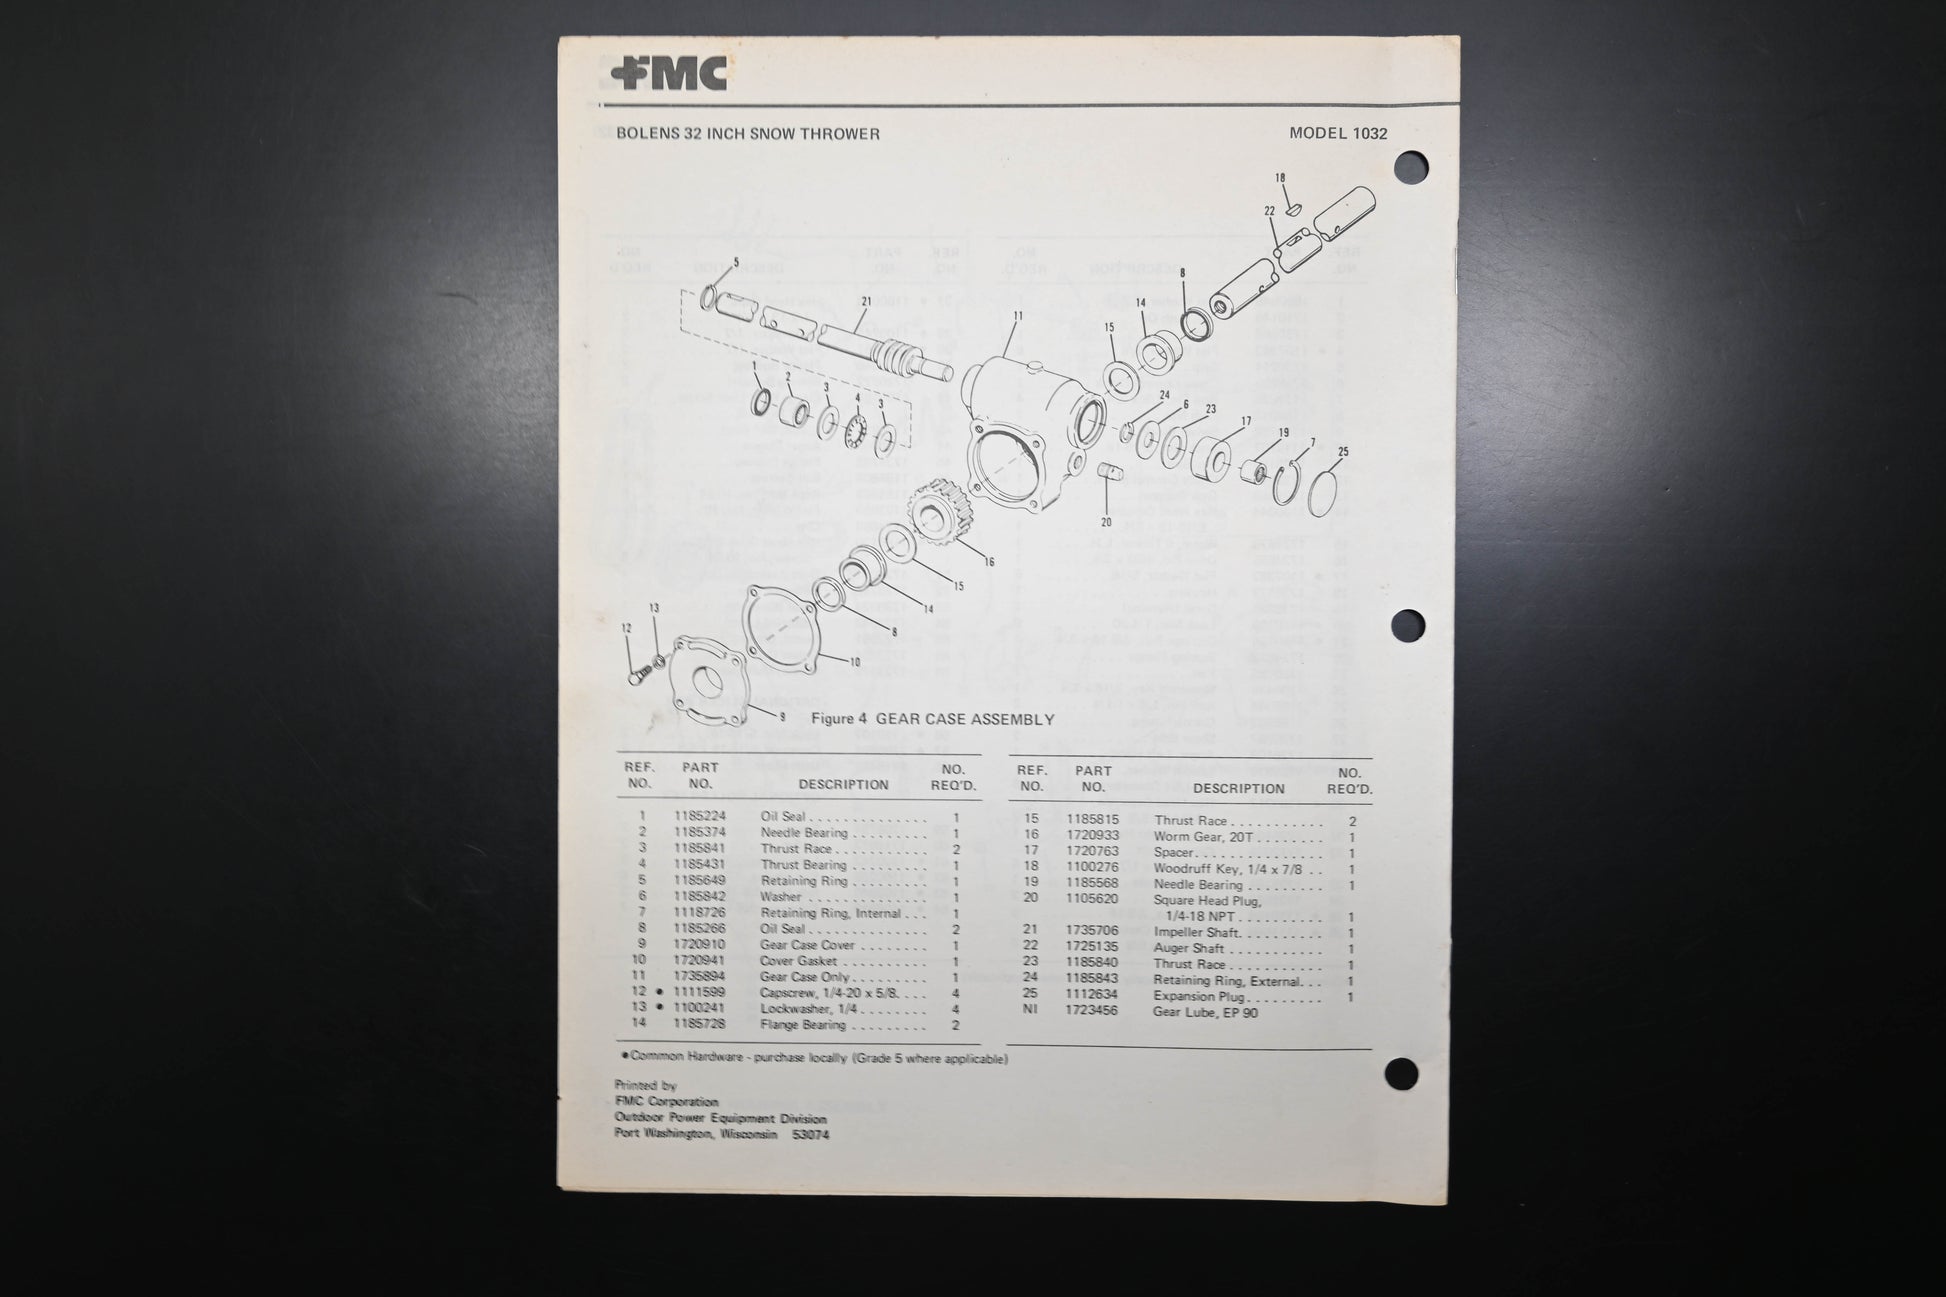 FMC
BOLENS 32 INCH SNOW THROWER MODEL 1032
18
22
5
8
21
14
11
15
1
2
3
4
3
24
6
23
17
19
7
25
20
16
15
14
8
13
12
10
9
Figure 4 GEAR CASE ASSEMBLY
REF. NO. PART NO. DESCRIPTION NO. REQ'D.
1 1185224 Oil Seal . . . . . . . . . . . . . . 1
2 1185374 Needle Bearing . . . . . . . . . 1
3 1185841 Thrust Race . . . . . . . . . . . 2
4 1185431 Thrust Bearing . . . . . . . . . 1
5 1185649 Retaining Ring . . . . . . . . . 1
6 1185842 Washer . . . . . . . . . . . . . . 1
7 1118726 Retaining Ring, Internal . . . 1
8 1185266 Oil Seal . . . . . . . . . . . . . . 2
9 1720910 Gear Case Cover . . . . . . . . 1
10 1720941 Cover Gasket . . . . . . . . . . 1
11 1735894 Gear Case Only . . . . . . . . . 1
12 • 1111599 Capscrew, 1/4-20 x 5/8. . . . 4
13 • 1100241 Lockwasher, 1/4 . . . . . . . . 4
14 1185728 Flange Bearing . . . . . . . . . 2
REF. NO. PART NO. DESCRIPTION NO. REQ'D.
15 1185815 Thrust Race . . . . . . . . . . . 2
16 1720933 Worm Gear, 20T . . . . . . . . 1
17 1720763 Spacer. . . . . . . . . . . . . . . 1
18 1100276 Woodruff Key, 1/4 x 7/8 . . 1
19 1185568 Needle Bearing . . . . . . . . . 1
20 1105620 Square Head Plug,
1/4-18 NPT . . . . . . . . . . 1
21 1735706 Impeller Shaft. . . . . . . . . . 1
22 1725135 Auger Shaft . . . . . . . . . . . 1
23 1185840 Thrust Race . . . . . . . . . . . 1
24 1185843 Retaining Ring, External. . . 1
25 1112634 Expansion Plug. . . . . . . . . 1
NI 1723456 Gear Lube, EP 90
• Common Hardware - purchase locally (Grade 5 where applicable)
Printed by
FMC Corporation
Outdoor Power Equipment Division
Port Washington, Wisconsin 53074